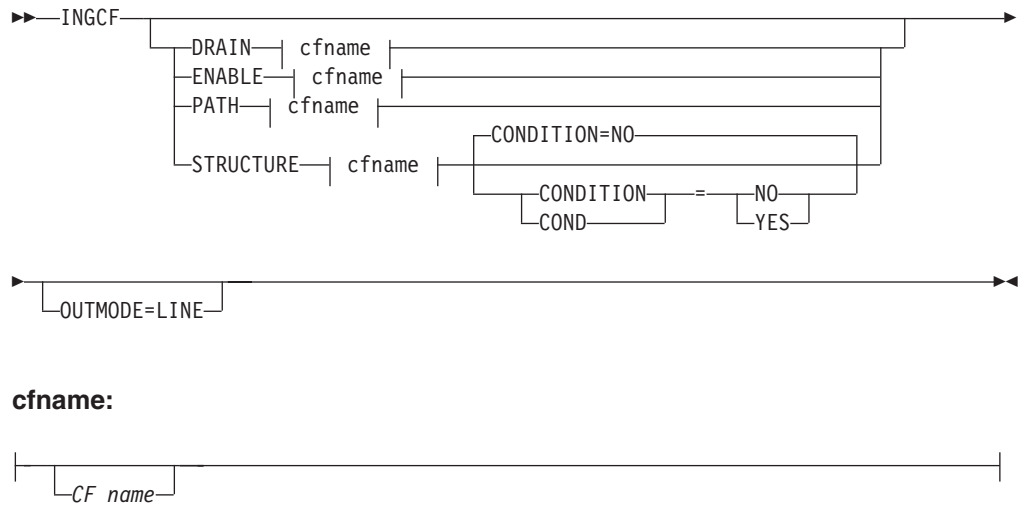 INGCF
DRAIN cfname
ENABLE cfname
PATH cfname
CONDITION=NO
STRUCTURE cfname
CONDITION = NO
COND YES
OUTMODE=LINE
cfname:
CF name